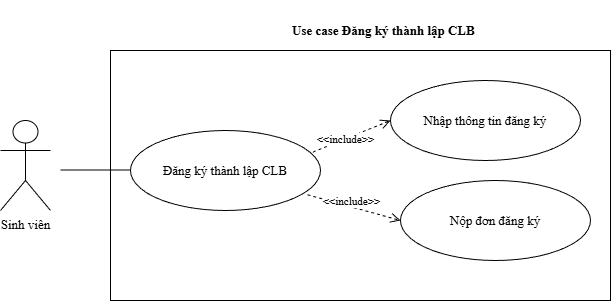 Use case Đăng ký thành lập CLB
Nhập thông tin đăng ký
<<include>>
Đăng ký thành lập CLB
<<include>>
Nộp đơn đăng ký
Sinh viên